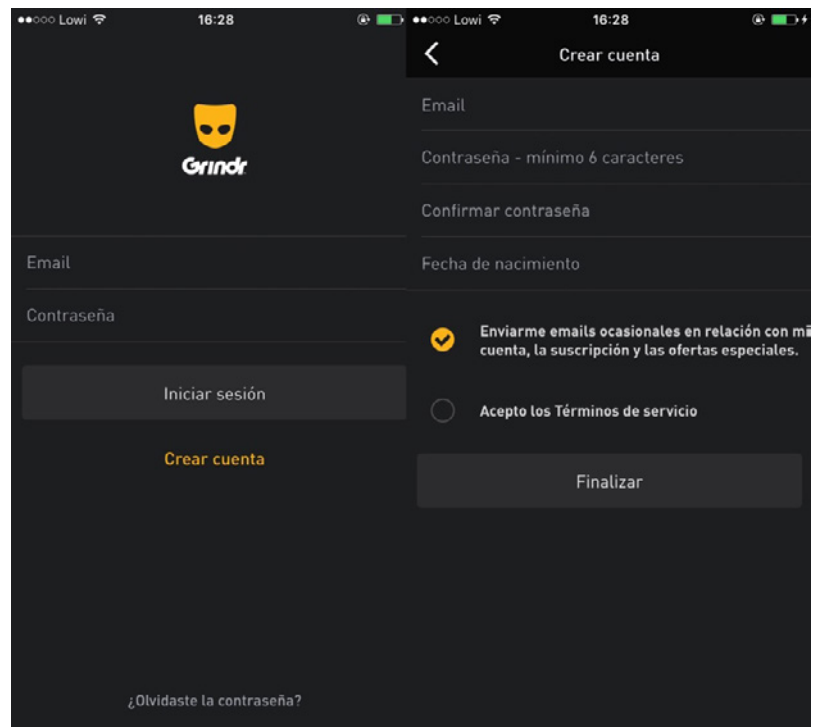 Lowi
16:28
Grindr
Email
Contraseña
Iniciar sesión
Crear cuenta
¿Olvidaste la contraseña?
Lowi
16:28
Crear cuenta
Email
Contraseña - mínimo 6 caracteres
Confirmar contraseña
Fecha de nacimiento
Enviarme emails ocasionales en relación con mi
cuenta, la suscripción y las ofertas especiales.
Acepto los Términos de servicio
Finalizar